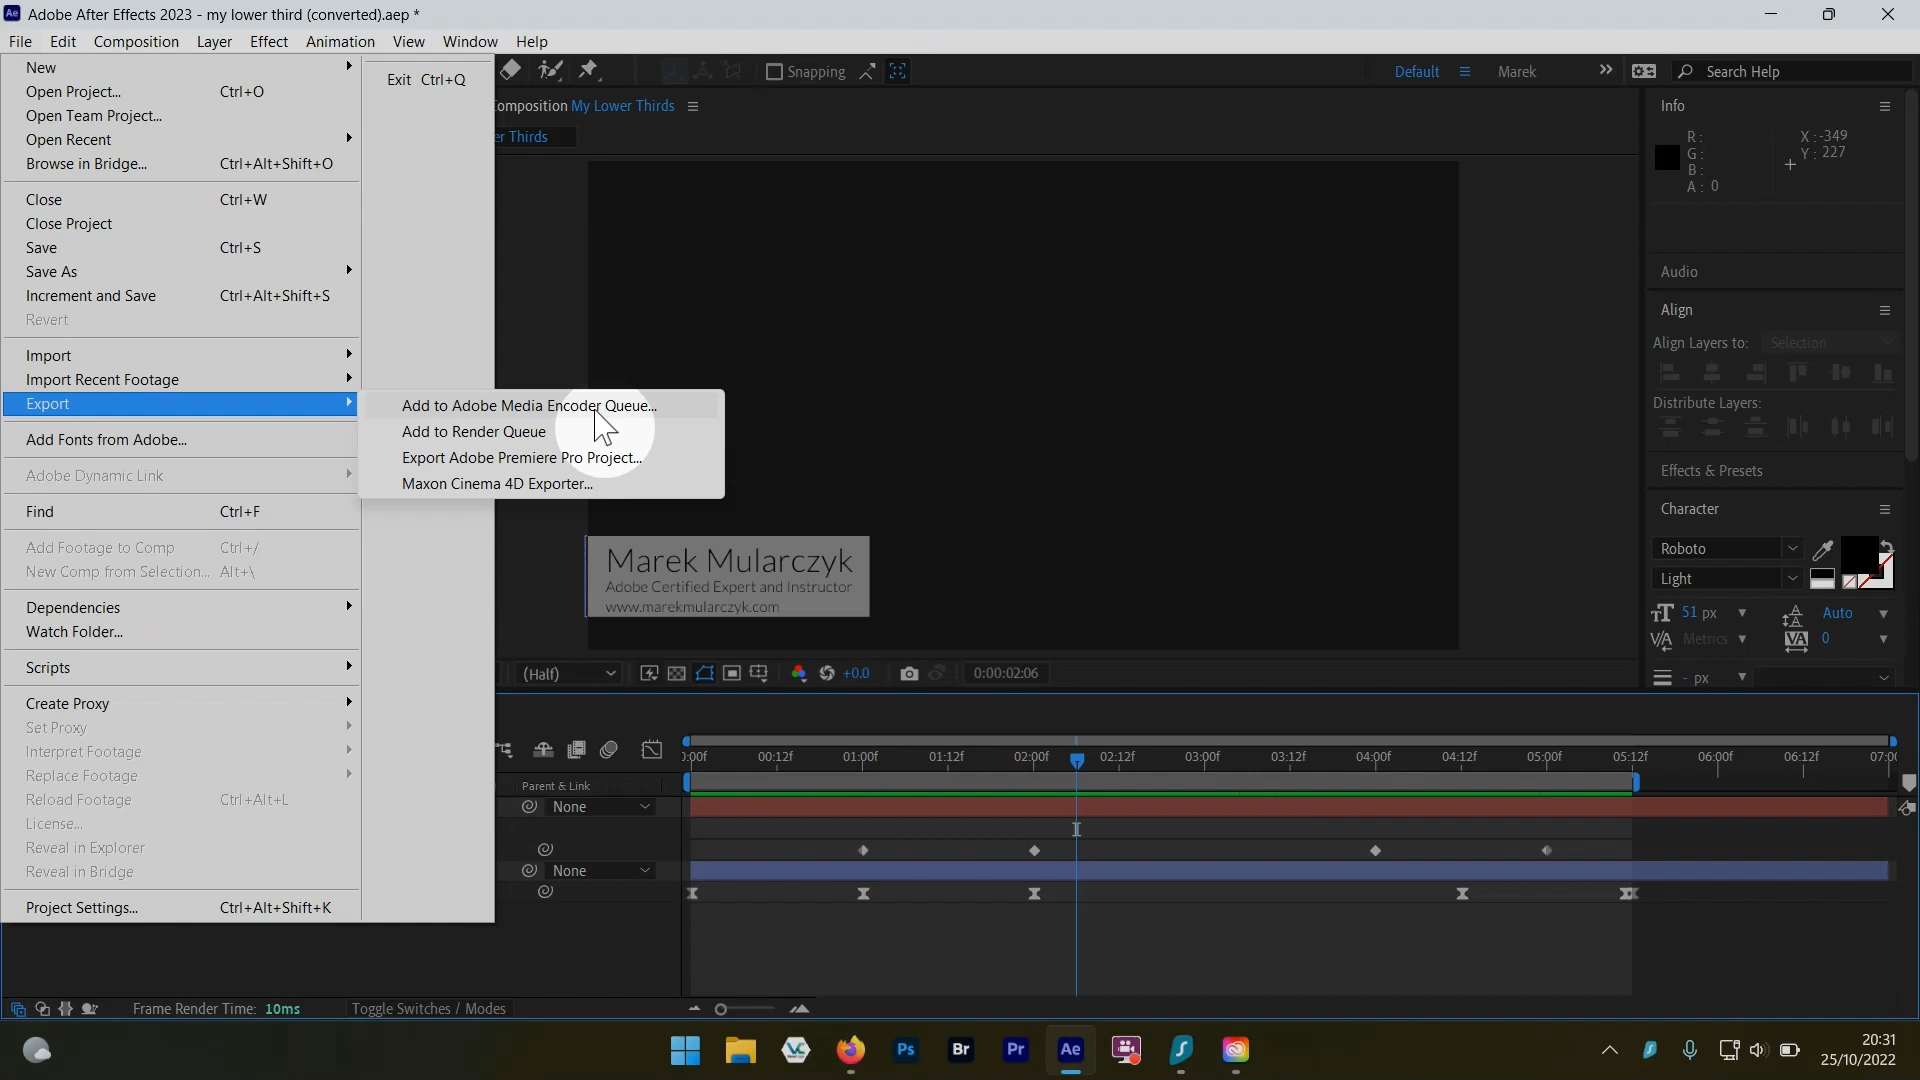 Adobe After Effects 2023 - my lower third (converted).aep *
File Edit Composition Layer Effect Animation View Window Help
New
Open Project... Ctrl+O
Open Team Project...
Open Recent
Browse in Bridge... Ctrl+Alt+Shift+O
Close Ctrl+W
Close Project
Save Ctrl+S
Save As
Increment and Save Ctrl+Alt+Shift+S
Revert
Import
Import Recent Footage
Export
Add Fonts from Adobe...
Adobe Dynamic Link
Find Ctrl+F
Add Footage to Comp Ctrl+/
New Comp from Selection... Alt+\
Dependencies
Watch Folder...
Scripts
Create Proxy
Set Proxy
Interpret Footage
Replace Footage
Reload Footage Ctrl+Alt+L
License...
Reveal in Explorer
Reveal in Bridge
Project Settings... Ctrl+Alt+Shift+K
Exit Ctrl+Q
Add to Adobe Media Encoder Queue...
Add to Render Queue
Export Adobe Premiere Pro Project...
Maxon Cinema 4D Exporter...
Snapping
Default Marek
Search Help
omposition My Lower Thirds
er Thirds
Marek Mularczyk
Adobe Certified Expert and Instructor
www.marekmularczyk.com
(Half) +0.0 0:00:02:06
Info
R: X: -349
G: Y: 227
B:
A: 0
Audio
Align
Align Layers to: Selection
Distribute Layers:
Effects & Presets
Character
Roboto
Light
51 px Auto
Metrics 0
- px
:00f 00:12f 01:00f 01:12f 02:00f 02:12f 03:00f 03:12f 04:00f 04:12f 05:00f 05:12f 06:00f 06:12f 07:00
Parent & Link
None
None
Frame Render Time: 10ms Toggle Switches / Modes
Ps Br Pr Ae
20:31
25/10/2022